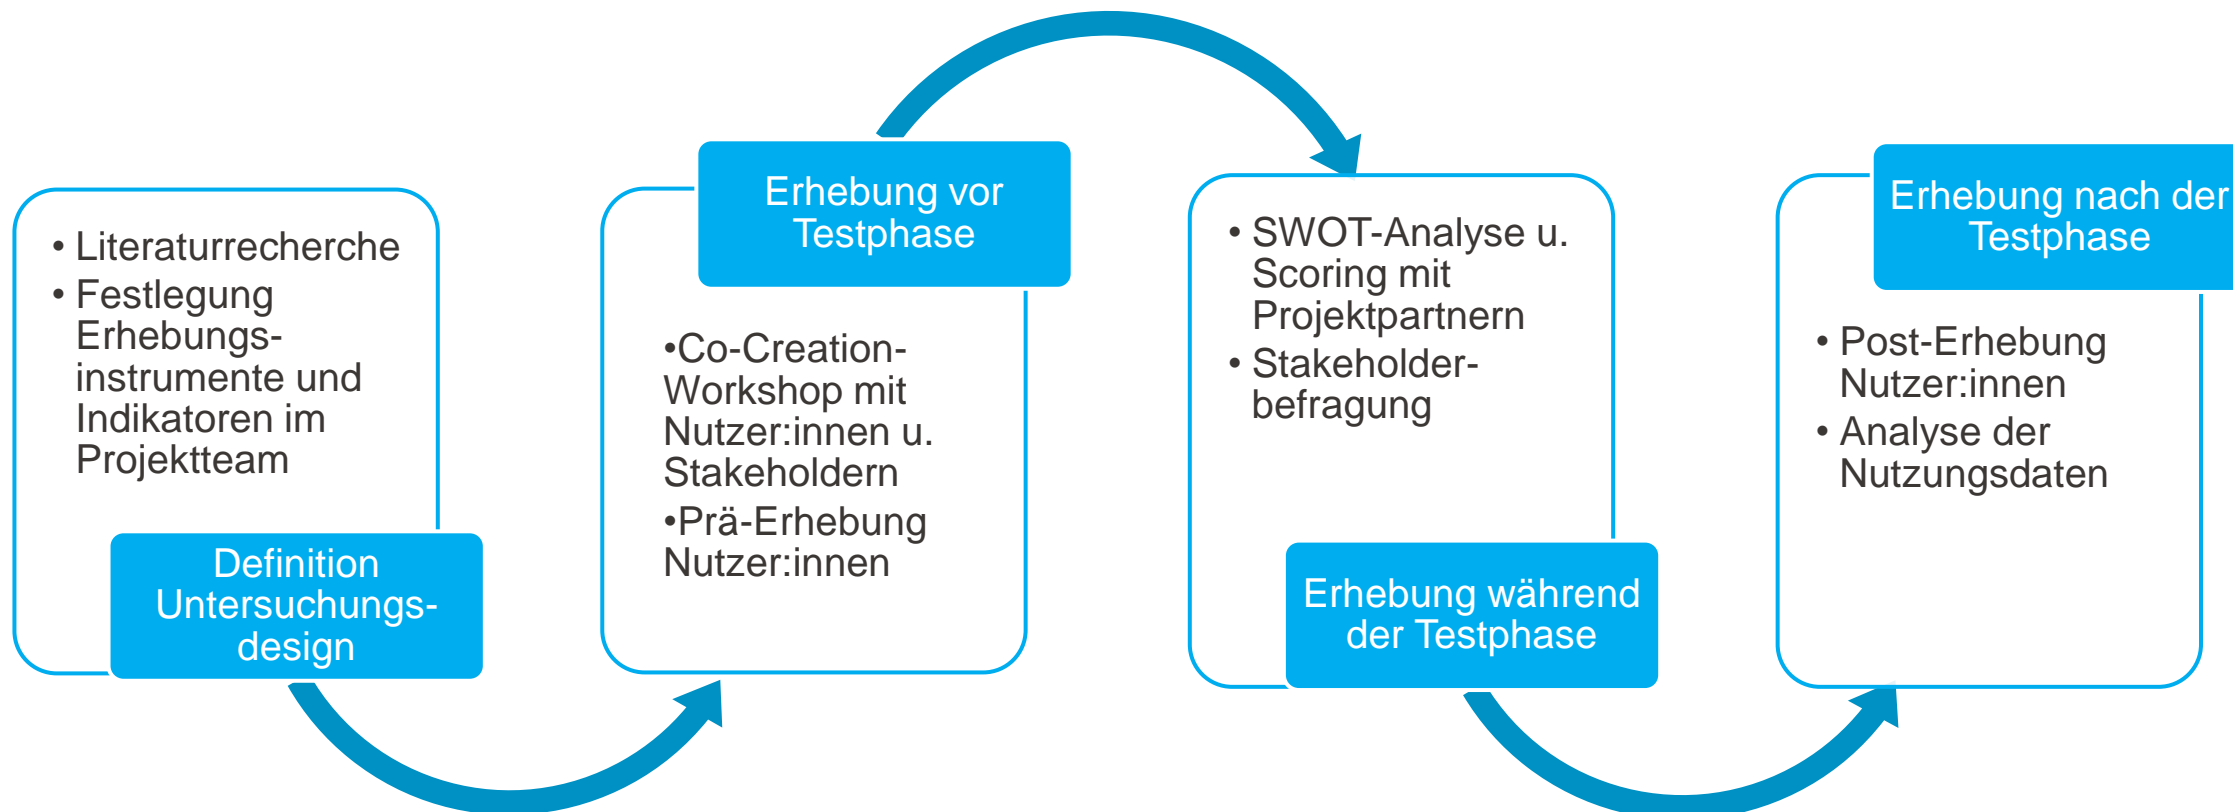 • Literaturrecherche
• Festlegung
Erhebungs-
instrumente und
Indikatoren im
Projektteam
Definition
Untersuchungs-
design
Erhebung vor
Testphase
•Co-Creation-
Workshop mit
Nutzer:innen u.
Stakeholdern
•Prä-Erhebung
Nutzer:innen
• SWOT-Analyse u.
Scoring mit
Projektpartnern
• Stakeholder-
befragung
Erhebung während
der Testphase
Erhebung nach der
Testphase
• Post-Erhebung
Nutzer:innen
• Analyse der
Nutzungsdaten